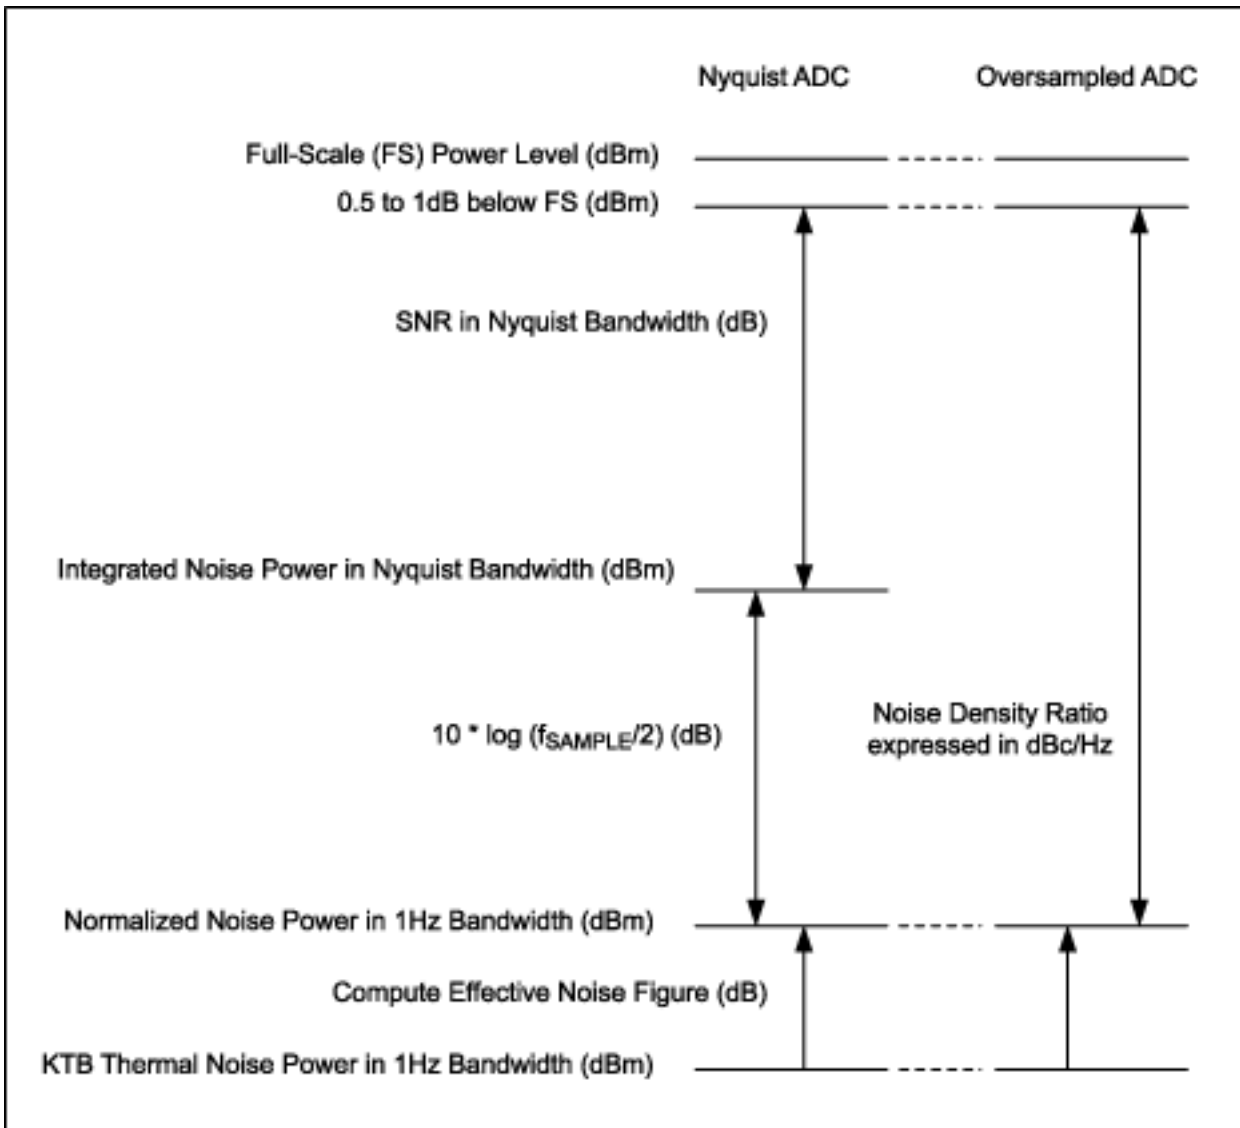 Nyquist ADC
Oversampled ADC
Full-Scale (FS) Power Level (dBm)
0.5 to 1dB below FS (dBm)
SNR in Nyquist Bandwidth (dB)
Integrated Noise Power in Nyquist Bandwidth (dBm)
10 * log (fSAMPLE/2) (dB)
Noise Density Ratio
expressed in dBc/Hz
Normalized Noise Power in 1Hz Bandwidth (dBm)
Compute Effective Noise Figure (dB)
KTB Thermal Noise Power in 1Hz Bandwidth (dBm)